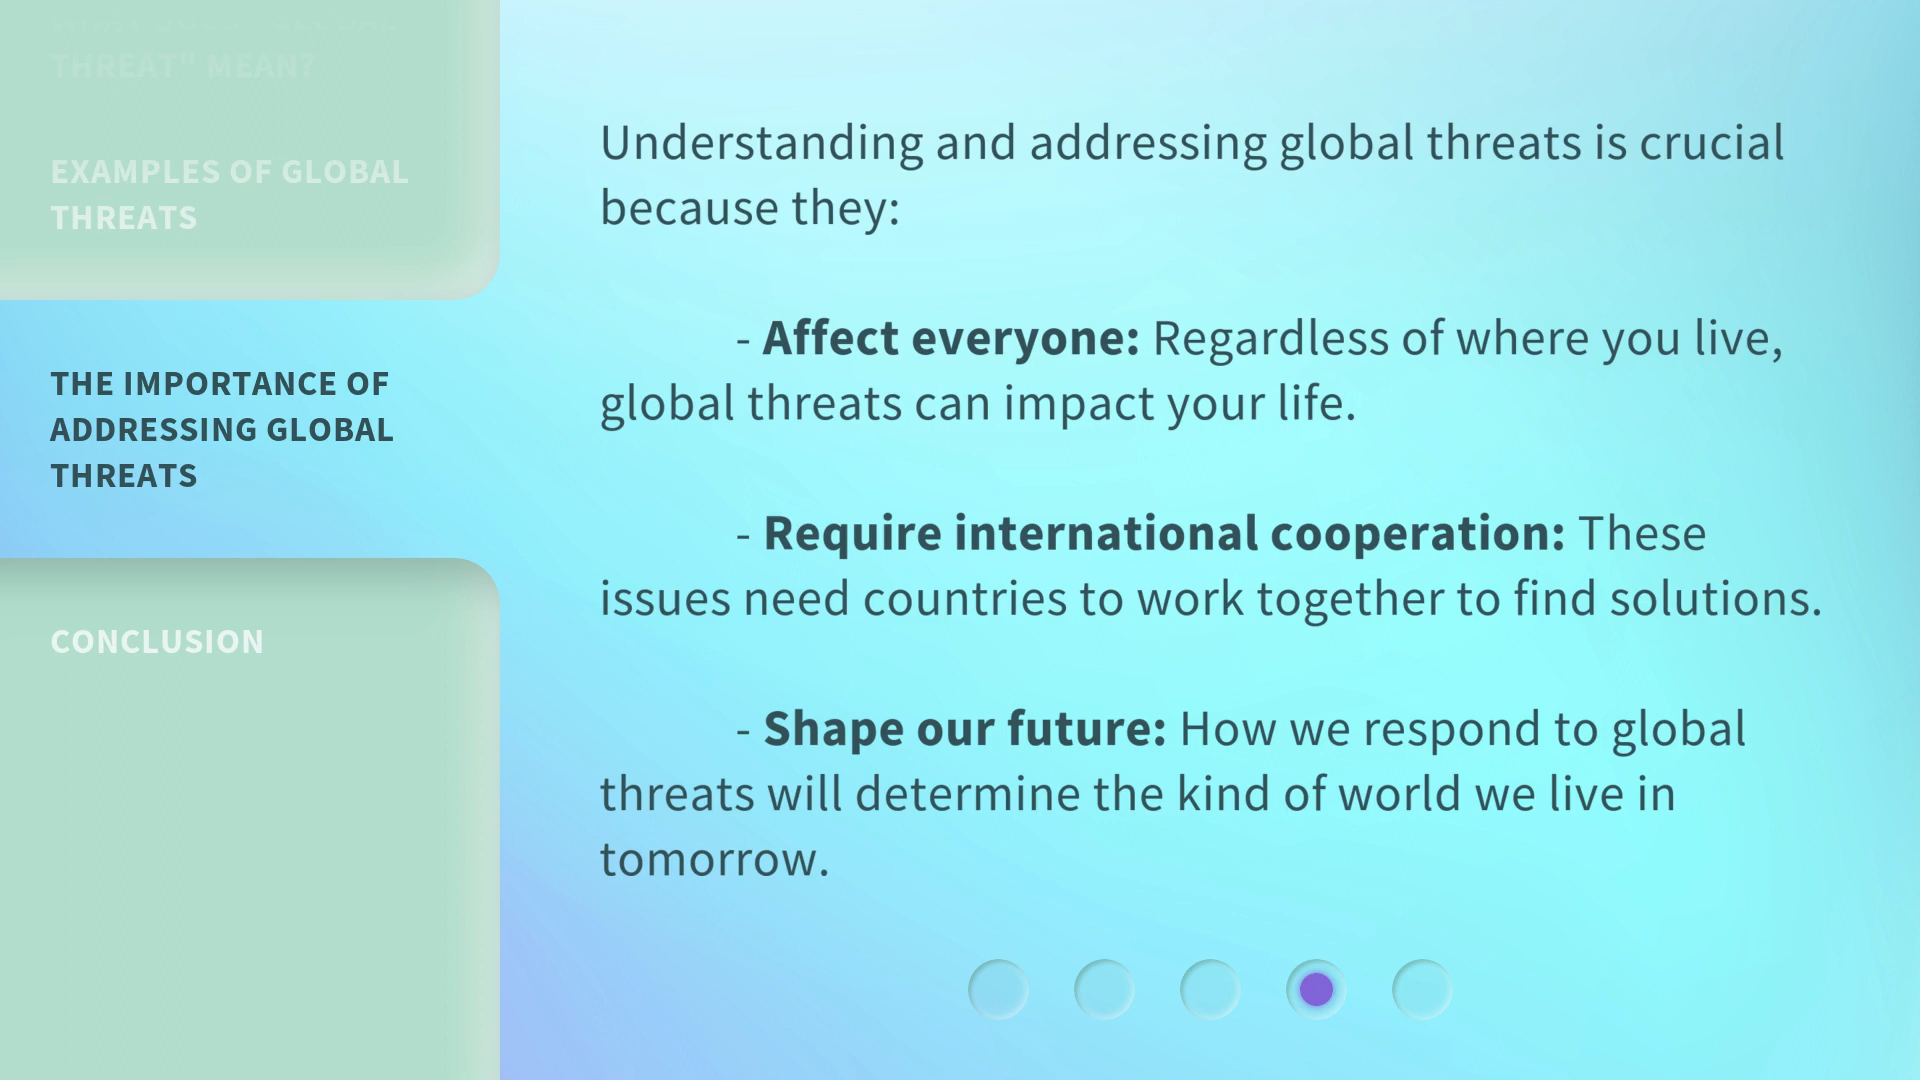 THREAT" MEAN?
EXAMPLES OF GLOBAL
THREATS
THE IMPORTANCE OF
ADDRESSING GLOBAL
THREATS
CONCLUSION
Understanding and addressing global threats is crucial
because they:
- Affect everyone: Regardless of where you live,
global threats can impact your life.
- Require international cooperation: These
issues need countries to work together to find solutions.
- Shape our future: How we respond to global
threats will determine the kind of world we live in
tomorrow.